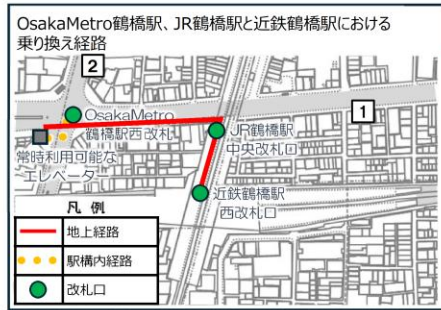 OsakaMetro鶴橋駅、JR鶴橋駅と近鉄鶴橋駅における
乗り換え経路
2
OsakaMetro
鶴橋駅西改札
1
JR鶴橋駅
中央改札口
常時利用可能な
エレベーター
近鉄鶴橋駅
西改札口
凡 例
地上経路
駅構内経路
改札口